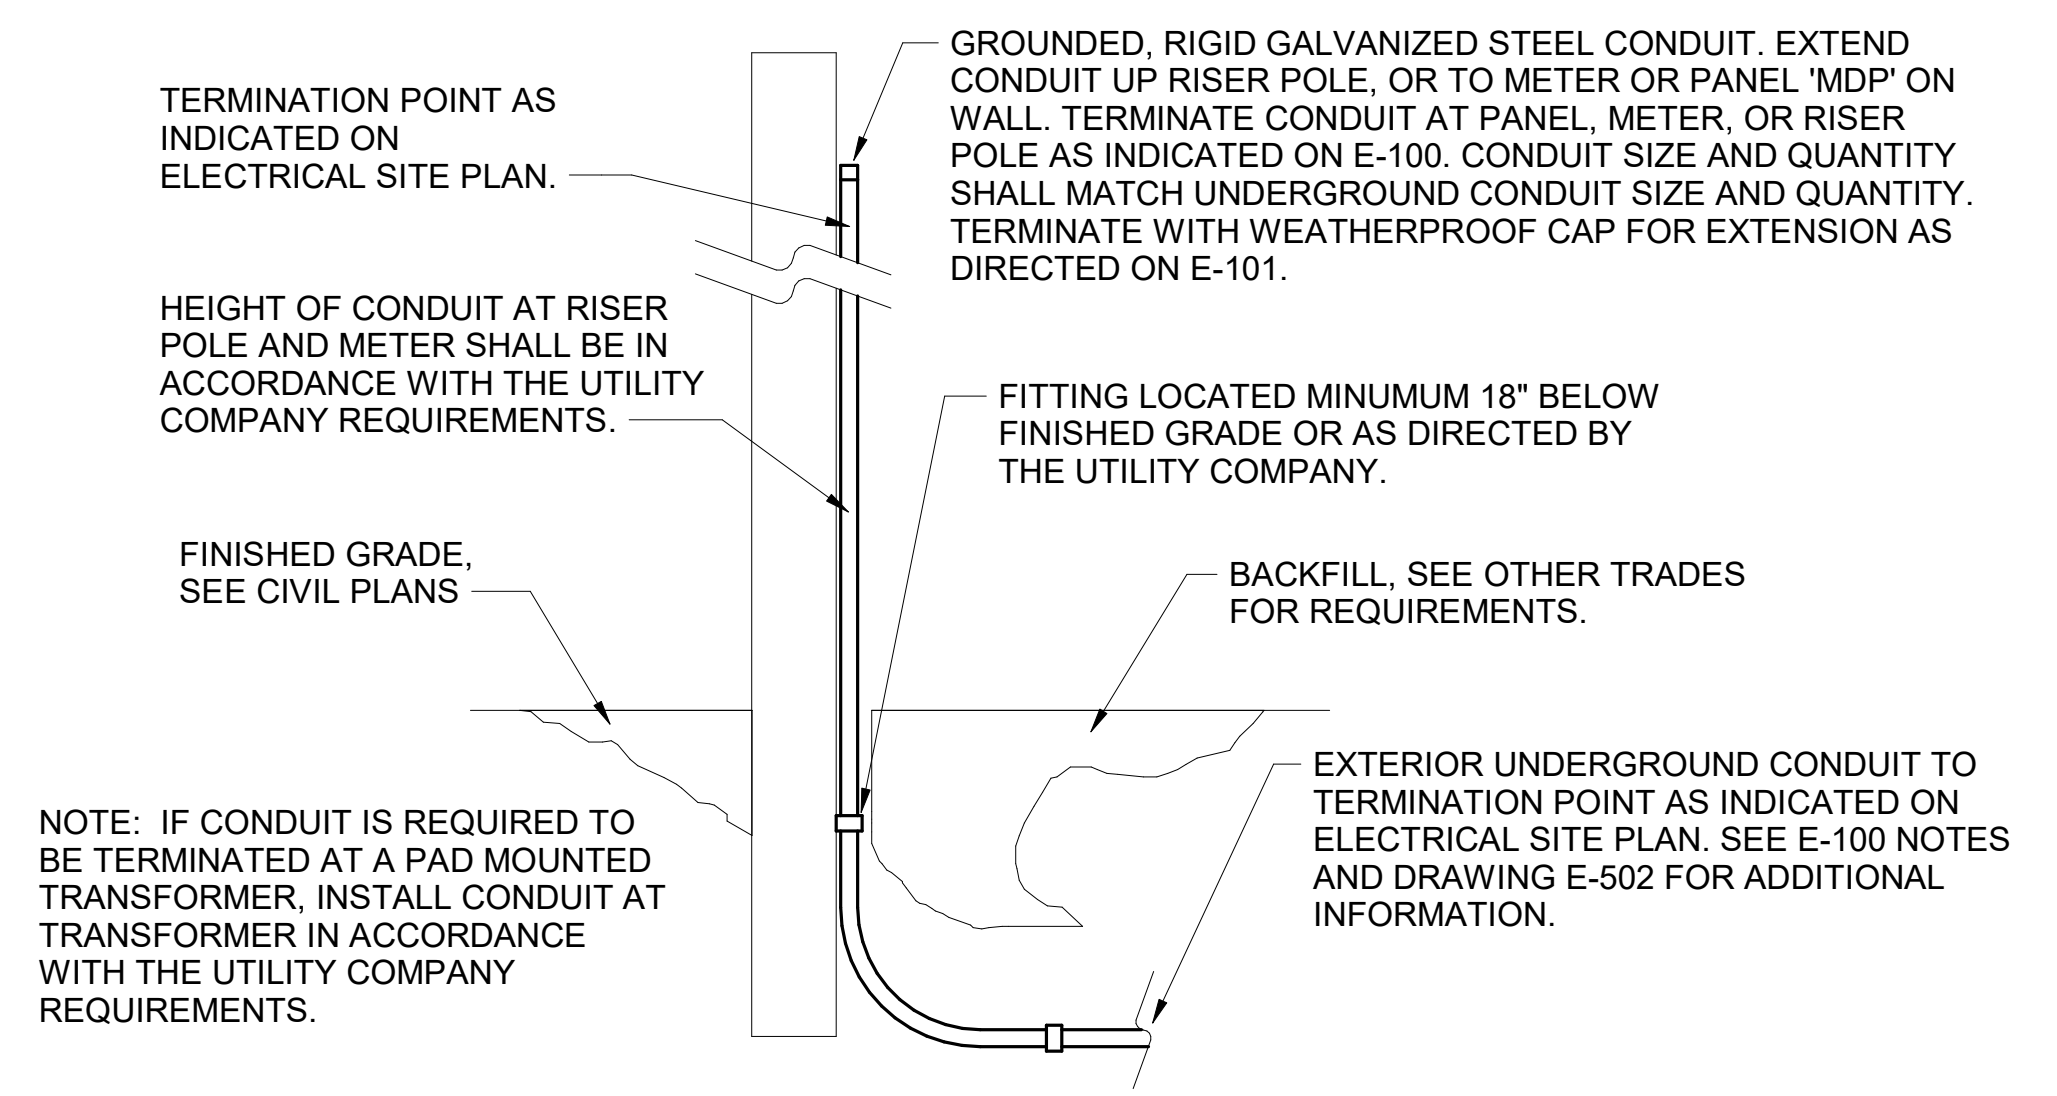 TERMINATION POINT AS
INDICATED ON
ELECTRICAL SITE PLAN.
GROUNDED, RIGID GALVANIZED STEEL CONDUIT. EXTEND
CONDUIT UP RISER POLE, OR TO METER OR PANEL 'MDP' ON
WALL. TERMINATE CONDUIT AT PANEL, METER, OR RISER
POLE AS INDICATED ON E-100. CONDUIT SIZE AND QUANTITY
SHALL MATCH UNDERGROUND CONDUIT SIZE AND QUANTITY.
TERMINATE WITH WEATHERPROOF CAP FOR EXTENSION AS
DIRECTED ON E-101.
HEIGHT OF CONDUIT AT RISER
POLE AND METER SHALL BE IN
ACCORDANCE WITH THE UTILITY
COMPANY REQUIREMENTS.
FITTING LOCATED MINUMUM 18" BELOW
FINISHED GRADE OR AS DIRECTED BY
THE UTILITY COMPANY.
FINISHED GRADE,
SEE CIVIL PLANS
BACKFILL, SEE OTHER TRADES
FOR REQUIREMENTS.
EXTERIOR UNDERGROUND CONDUIT TO
TERMINATION POINT AS INDICATED ON
ELECTRICAL SITE PLAN. SEE E-100 NOTES
AND DRAWING E-502 FOR ADDITIONAL
INFORMATION.
NOTE: IF CONDUIT IS REQUIRED TO
BE TERMINATED AT A PAD MOUNTED
TRANSFORMER, INSTALL CONDUIT AT
TRANSFORMER IN ACCORDANCE
WITH THE UTILITY COMPANY
REQUIREMENTS.